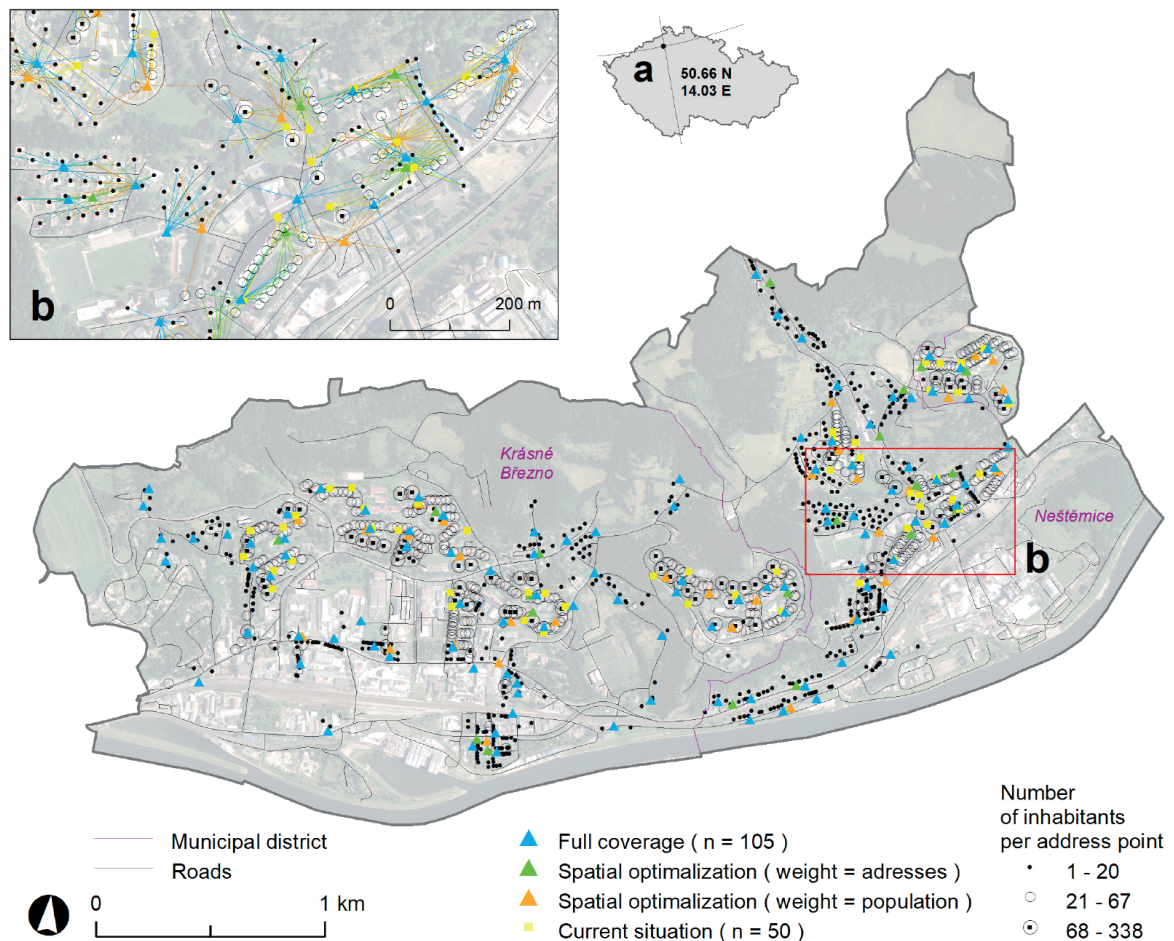 a
50.66 N
14.03 E
b
0
200 m
Krásné
Březno
Neštěmice
b
Number
of inhabitants
per address point
1 - 20
21 - 67
68 - 338
Municipal district
Roads
0
1 km
Full coverage ( n = 105 )
Spatial optimalization ( weight = adresses )
Spatial optimalization ( weight = population )
Current situation ( n = 50 )